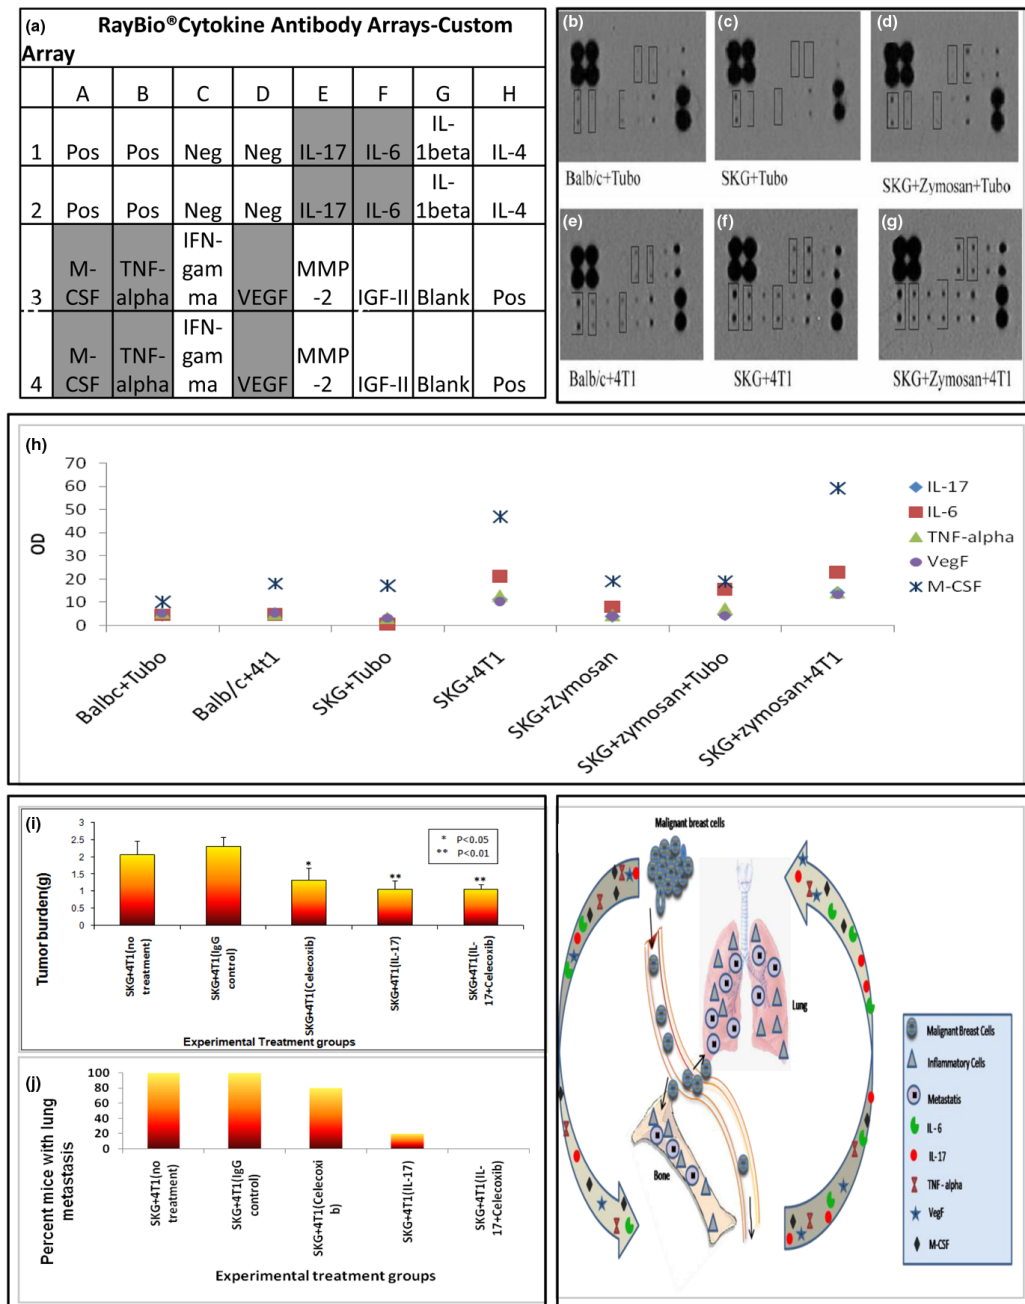 (a) RayBio®Cytokine Antibody Arrays-Custom
Array
A B C D E F G H
1 Pos Pos Neg Neg IL-17 IL-6 IL-1beta IL-4
2 Pos Pos Neg Neg IL-17 IL-6 IL-1beta IL-4
3 M-CSF TNF-alpha IFN-gamma VEGF MMP-2 IGF-II Blank Pos
4 M-CSF TNF-alpha IFN-gamma VEGF MMP-2 IGF-II Blank Pos
(b) (c) (d)
Balb/c+Tubo SKG+Tubo SKG+Zymosan+Tubo
(e) (f) (g)
Balb/c+4T1 SKG+4T1 SKG+Zymosan+4T1
(h)
OD
70
60
50
40
30
20
10
0
Balbc+Tubo
Balb/c+4t1
SKG+Tubo
SKG+4T1
SKG+Zymosan
SKG+zymosan+Tubo
SKG+zymosan+4T1
IL-17
IL-6
TNF-alpha
VegF
M-CSF
(i)
Tumorburden(g)
3
2.5
2
1.5
1
0.5
0
* P<0.05
** P<0.01
*
**
**
SKG+4T1(no
treatment)
SKG+4T1(IgG
control)
SKG+4T1(Celecoxib)
SKG+4T1(IL-17)
SKG+4T1(IL-
17+Celecoxib)
Experimental Treatment groups
(j)
Percent mice with lung
metastasis
100
80
60
40
20
0
SKG+4T1(no
treatment)
SKG+4T1(IgG
control)
SKG+4T1(Celecoxi
b)
SKG+4T1(IL-17)
SKG+4T1(IL-
17+Celecoxib)
Experimental treatment groups
Malignant breast cells
Lung
Bone
Malignant Breast Cells
Inflammatory Cells
Metastatis
IL-6
IL-17
TNF-alpha
VegF
M-CSF